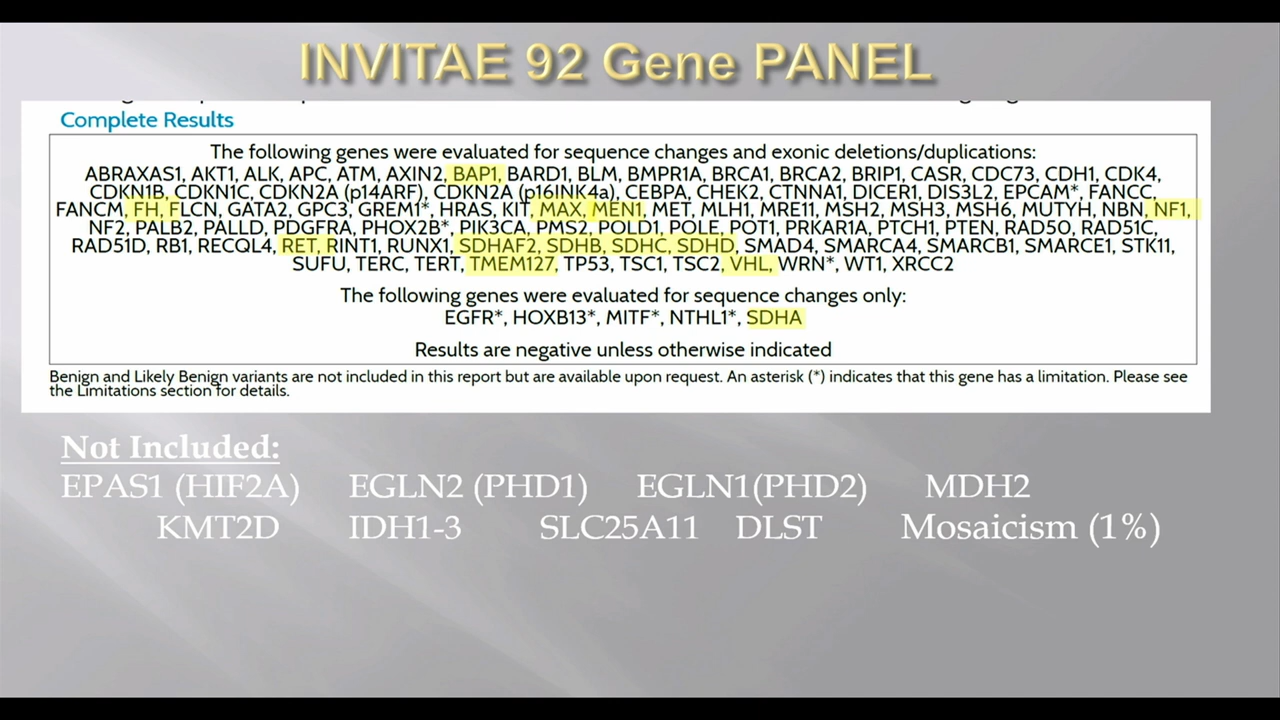 INVITAE 92 Gene PANEL
Complete Results
The following genes were evaluated for sequence changes and exonic deletions/duplications:
ABRAXAS1, AKT1, ALK, APC, ATM, AXIN2, BAP1, BARD1, BLM, BMPR1A, BRCA1, BRCA2, BRIP1, CASR, CDC73, CDH1, CDK4,
CDKN1B, CDKN1C, CDKN2A (p14ARF), CDKN2A (p16INK4a), CEBPA, CHEK2, CTNNA1, DICER1, DIS3L2, EPCAM*, FANCC,
FANCM, FH, FLCN, GATA2, GPC3, GREM1*, HRAS, KIT, MAX, MEN1, MET, MLH1, MRE11, MSH2, MSH3, MSH6, MUTYH, NBN, NF1,
NF2, PALB2, PALLD, PDGFRA, PHOX2B*, PIK3CA, PMS2, POLD1, POLE, POT1, PRKAR1A, PTCH1, PTEN, RAD50, RAD51C,
RAD51D, RB1, RECQL4, RET, RINT1, RUNX1, SDHAF2, SDHB, SDHC, SDHD, SMAD4, SMARCA4, SMARCB1, SMARCE1, STK11,
SUFU, TERC, TERT, TMEM127, TP53, TSC1, TSC2, VHL, WRN*, WT1, XRCC2
The following genes were evaluated for sequence changes only:
EGFR*, HOXB13*, MITF*, NTHL1*, SDHA
Results are negative unless otherwise indicated
Benign and Likely Benign variants are not included in this report but are available upon request. An asterisk (*) indicates that this gene has a limitation. Please see
the Limitations section for details.
Not Included:
EPAS1 (HIF2A) EGLN2 (PHD1) EGLN1(PHD2) MDH2
KMT2D IDH1-3 SLC25A11 DLST Mosaicism (1%)